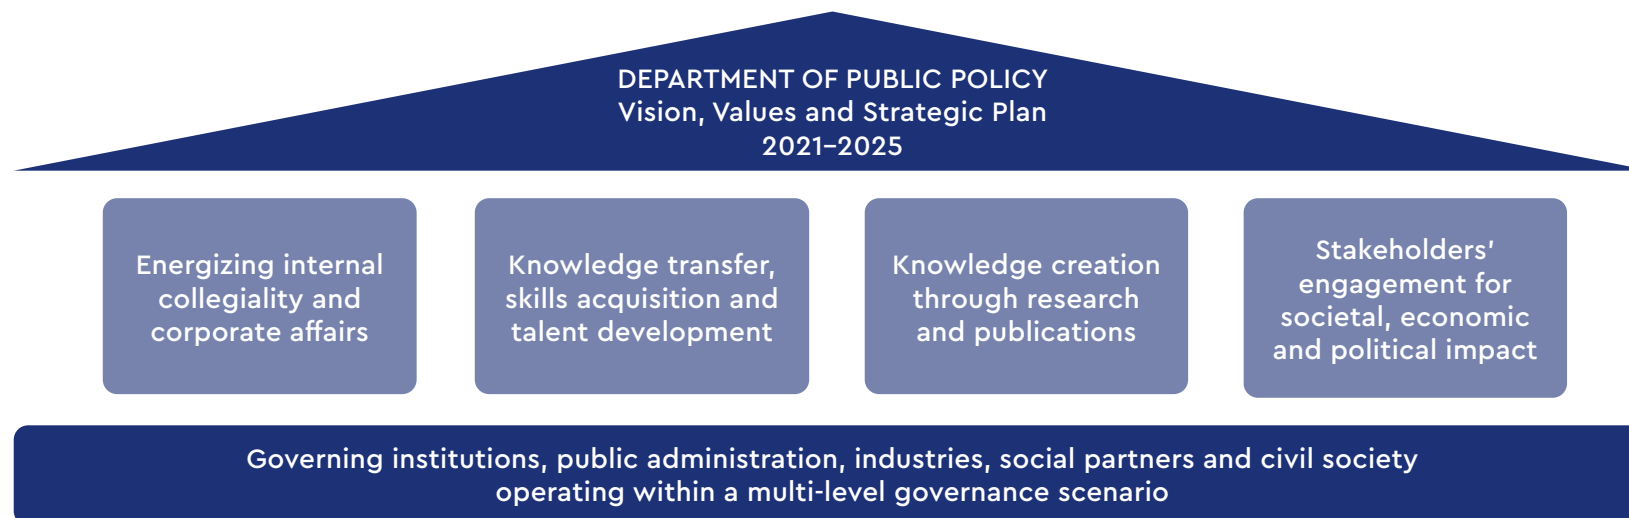 DEPARTMENT OF PUBLIC POLICY
Vision, Values and Strategic Plan
2021–2025
Energizing internal
collegiality and
corporate affairs
Knowledge transfer,
skills acquisition and
talent development
Knowledge creation
through research
and publications
Stakeholders'
engagement for
societal, economic
and political impact
Governing institutions, public administration, industries, social partners and civil society
operating within a multi-level governance scenario